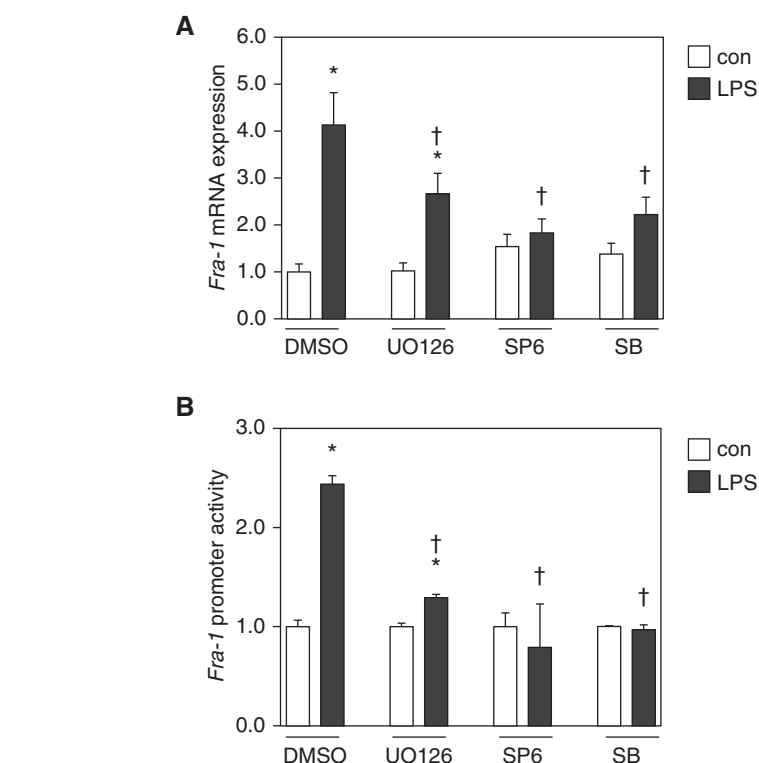 A
Fra-1 mRNA expression
6.0
5.0
4.0
3.0
2.0
1.0
0.0
*
†
*
†
†
DMSO UO126 SP6 SB
con
LPS
B
Fra-1 promoter activity
3.0
2.0
1.0
0.0
*
†
*
†
†
DMSO UO126 SP6 SB
con
LPS